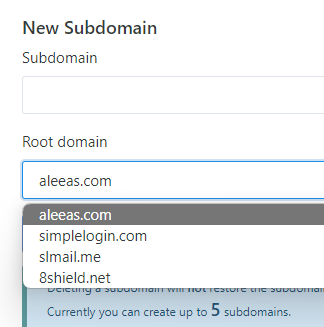 New Subdomain
Subdomain
Root domain
aleeas.com
aleeas.com
simplelogin.com
slmail.me
8shield.net
Deleting a subdomain will not restore the subdomain
Currently you can create up to 5 subdomains.